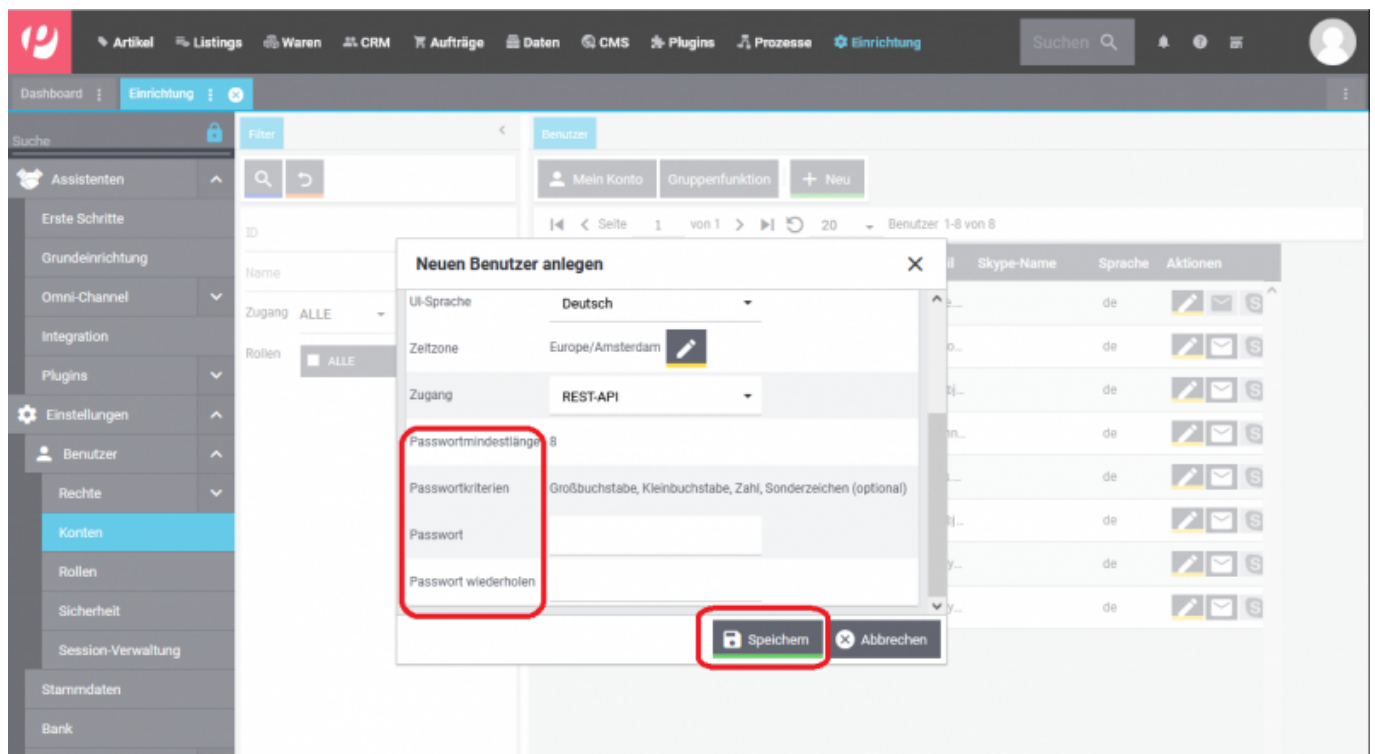 Artikel Listings Waren CRM Aufträge Daten CMS Plugins Prozesse Einrichtung Suchen
Dashboard Einrichtung
Suche
Assistenten
Erste Schritte
Grundeinrichtung
Omni-Channel
Integration
Plugins
Einstellungen
Benutzer
Rechte
Konten
Rollen
Sicherheit
Session-Verwaltung
Stammdaten
Bank
Filter
ID
Name
Zugang ALLE
Rollen ALLE
Benutzer
Mein Konto Gruppenfunktion + Neu
Seite 1 von 1 20 Benutzer 1-8 von 8
Skype-Name Sprache Aktionen
de
de
de
de
de
de
de
de
Neuen Benutzer anlegen
UI-Sprache Deutsch
Zeitzone Europe/Amsterdam
Zugang REST-API
Passwortmindestlänge 8
Passwortkriterien Großbuchstabe, Kleinbuchstabe, Zahl, Sonderzeichen (optional)
Passwort
Passwort wiederholen
Speichern Abbrechen